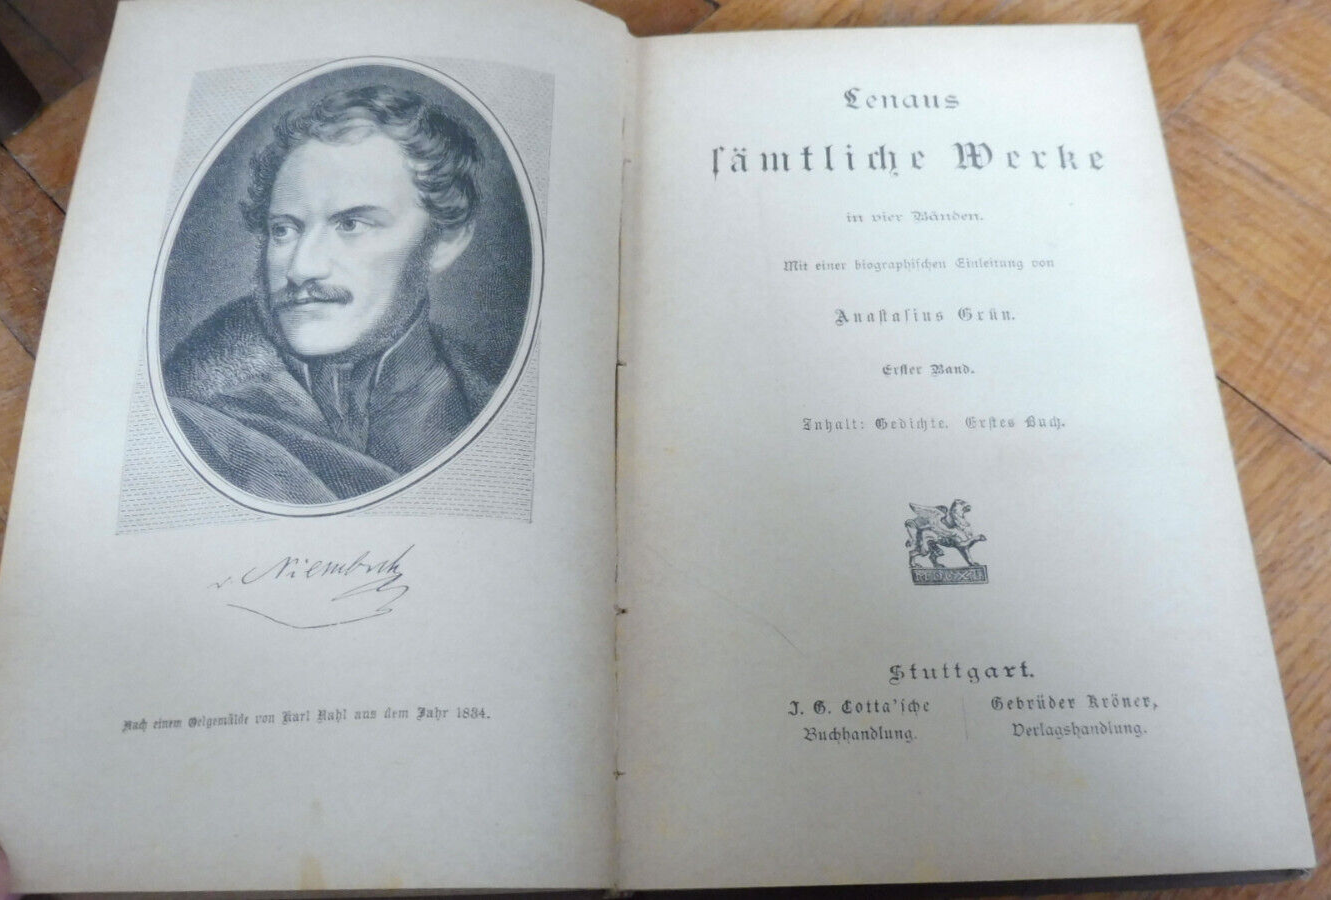 v. Niembsch
Nach einem Oelgemälde von Karl Rahl aus dem Jahr 1834.
Lenaus
sämtliche Werke
in vier Bänden.
Mit einer biographischen Einleitung von
Anastasius Grün.
Erster Band.
Inhalt: Gedichte. Erstes Buch.
Stuttgart.
J. G. Cotta'sche
Buchhandlung.
Gebrüder Kröner,
Verlagshandlung.